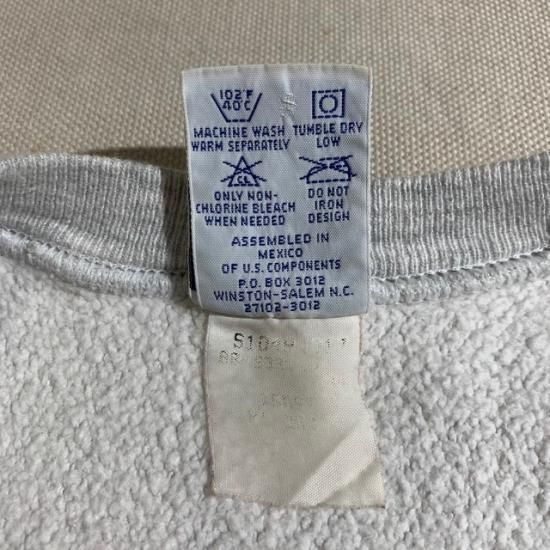 102°F
40°C
MACHINE WASH
WARM SEPARATELY
TUMBLE DRY
LOW
CL
ONLY NON-
CHLORINE BLEACH
WHEN NEEDED
DO NOT
IRON
DESIGN
ASSEMBLED IN
MEXICO
OF U.S. COMPONENTS
P.O. BOX 3012
WINSTON-SALEM N.C.
27102-3012